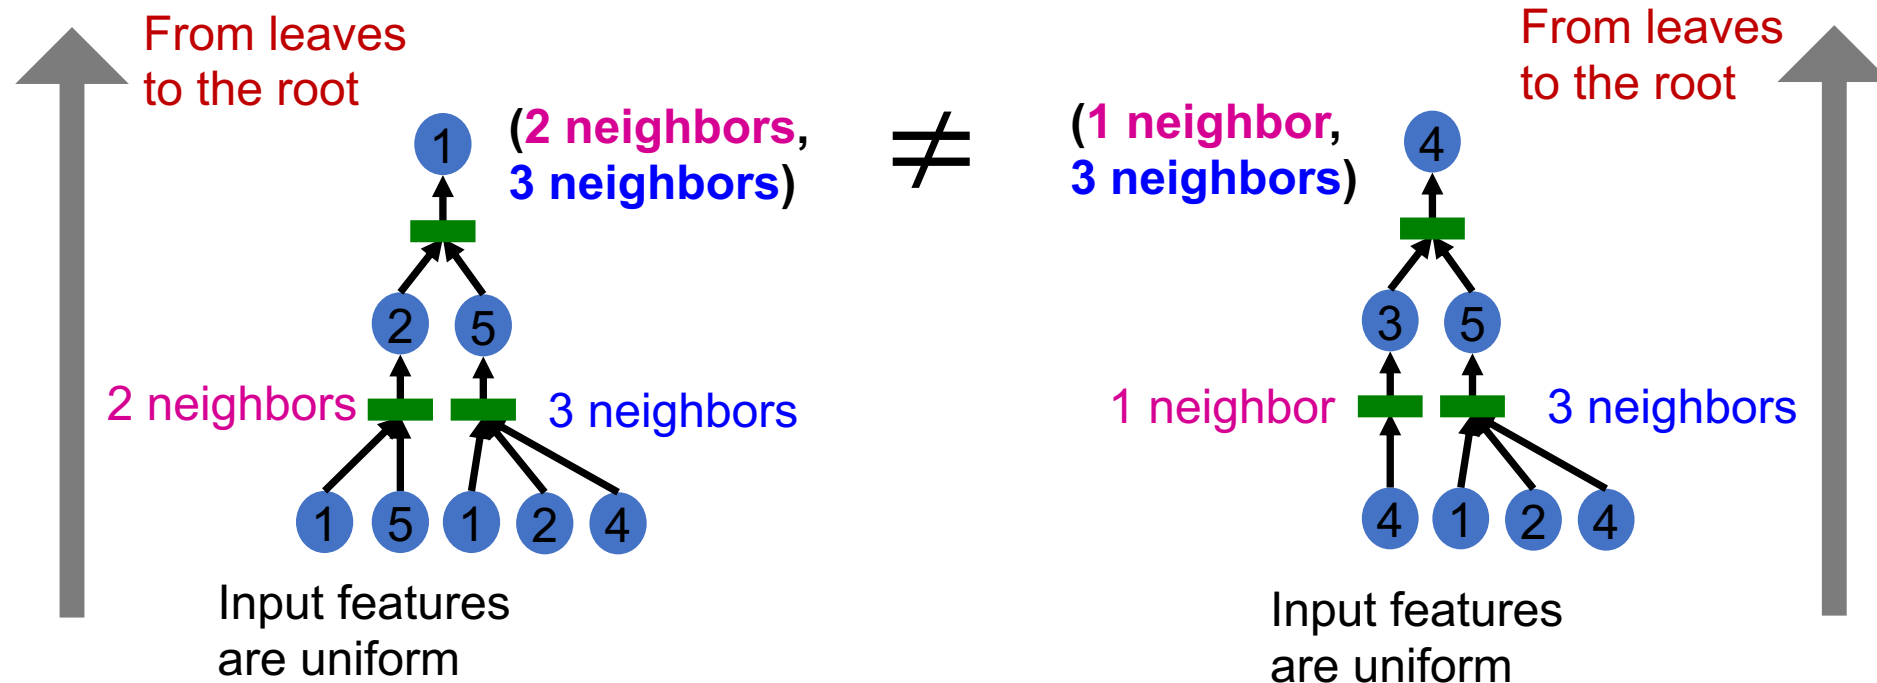 From leaves
to the root
1
(2 neighbors,
3 neighbors)
2 5
2 neighbors
3 neighbors
1 5 1 2 4
Input features
are uniform
≠
From leaves
to the root
(1 neighbor,
3 neighbors)
4
3 5
1 neighbor
3 neighbors
4 1 2 4
Input features
are uniform